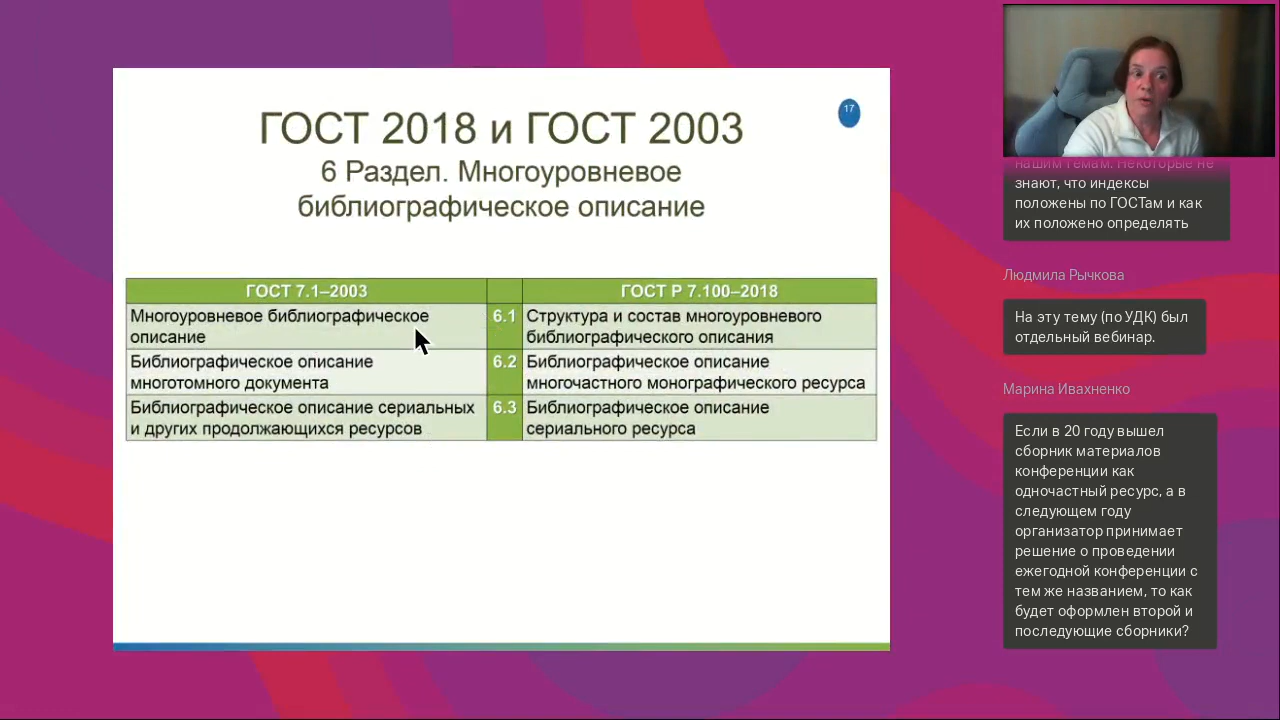 17
ГОСТ 2018 и ГОСТ 2003
6 Раздел. Многоуровневое
библиографическое описание
ГОСТ 7.1–2003
ГОСТ Р 7.100–2018
Многоуровневое библиографическое
описание
6.1
Структура и состав многоуровневого
библиографического описания
Библиографическое описание
многотомного документа
6.2
Библиографическое описание
многочастного монографического ресурса
Библиографическое описание сериальных
и других продолжающихся ресурсов
6.3
Библиографическое описание
сериального ресурса
нашим темам. Некоторые не
знают, что индексы
положены по ГОСТам и как
их положено определять
Людмила Рычкова
На эту тему (по УДК) был
отдельный вебинар.
Марина Ивахненко
Если в 20 году вышел
сборник материалов
конференции как
одночастный ресурс, а в
следующем году
организатор принимает
решение о проведении
ежегодной конференции с
тем же названием, то как
будет оформлен второй и
последующие сборники?